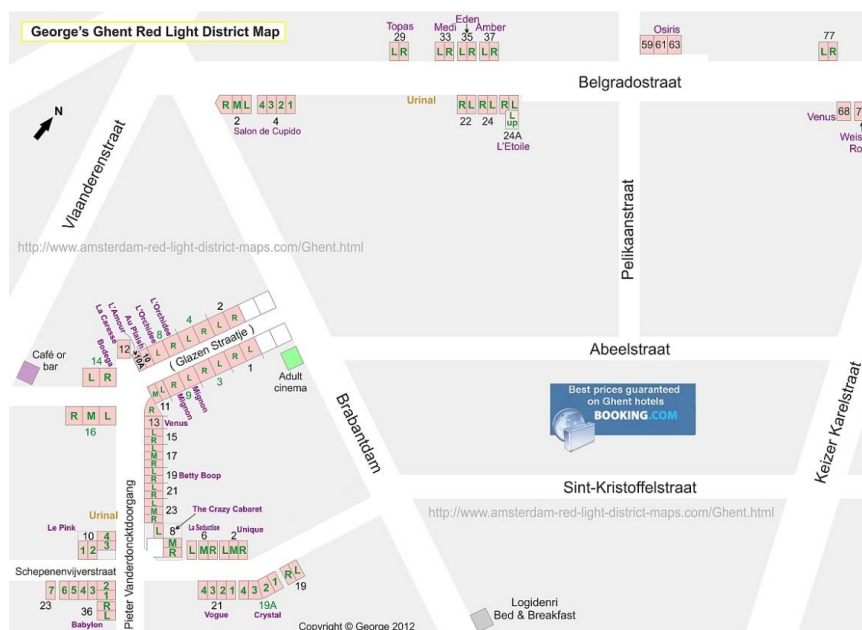 George's Ghent Red Light District Map
N
Topas
29
L R
Medi
33
L R
Eden
35
L R
Amber
37
L R
Osiris
59 61 63
77
L R
Belgradostraat
R M L
2
4 3 2 1
4
Salon de Cupido
Urinal
R L
22
R L
24
R L
L
up
24A
L'Etoile
Venus
68
7
Weis
Ro
Vlaanderenstraat
Pelikaanstraat
http://www.amsterdam-red-light-district-maps.com/Ghent.html
L'Orchidee
L'Orchidee
Au Plaisir
L'Amour
La Caresse
Bodega
2
4
8
10
10A
12
14
L R
L R L R L R
( Glazen Straatje )
M L R L R L R L
1
3
9
Mignon
Mignon
11
R
Café or
bar
Adult
cinema
Abeelstraat
Best prices guaranteed
on Ghent hotels
BOOKING.COM
R M L
16
13
Venus
15
17
19
Betty Boop
21
23
L
R
L
M
R
L
R
L
R
L
M
R
L
Brabantdam
Keizer Karelstraat
Sint-Kristoffelstraat
http://www.amsterdam-red-light-district-maps.com/Ghent.html
The Crazy Cabaret
8
M
R
La Seduction
6
L M R
2
Unique
L M R
Urinal
Le Pink
10
4
3
1 2
Schepenenvijverstraat
7
23
6 5 4 3
2
1
R
L
36
Babylon
Pieter Vanderdoncktdoorgang
4 3 2 1
21
Vogue
4 3 2 1
19A
Crystal
R L
19
Logidenri
Bed & Breakfast
Copyright © George 2012